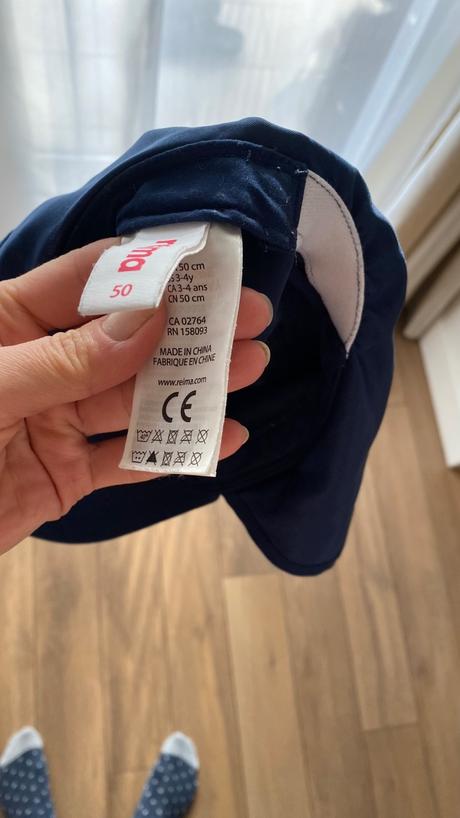 reima
50
50 cm
3-4y
CA 3-4 ans
CN 50 cm
CA 02764
RN 158093
MADE IN CHINA
FABRIQUÉ EN CHINE
www.reima.com
CE